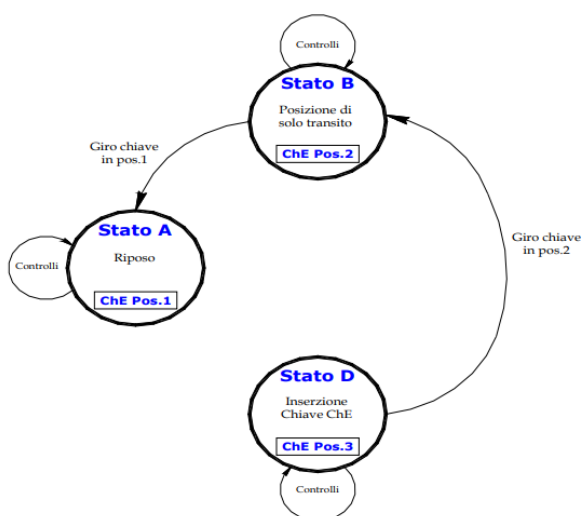 Controlli
Stato B
Posizione di
solo transito
ChE Pos.2
Giro chiave
in pos.1
Stato A
Riposo
Controlli
ChE Pos.1
Giro chiave
in pos.2
Stato D
Inserzione
Chiave ChE
ChE Pos.3
Controlli